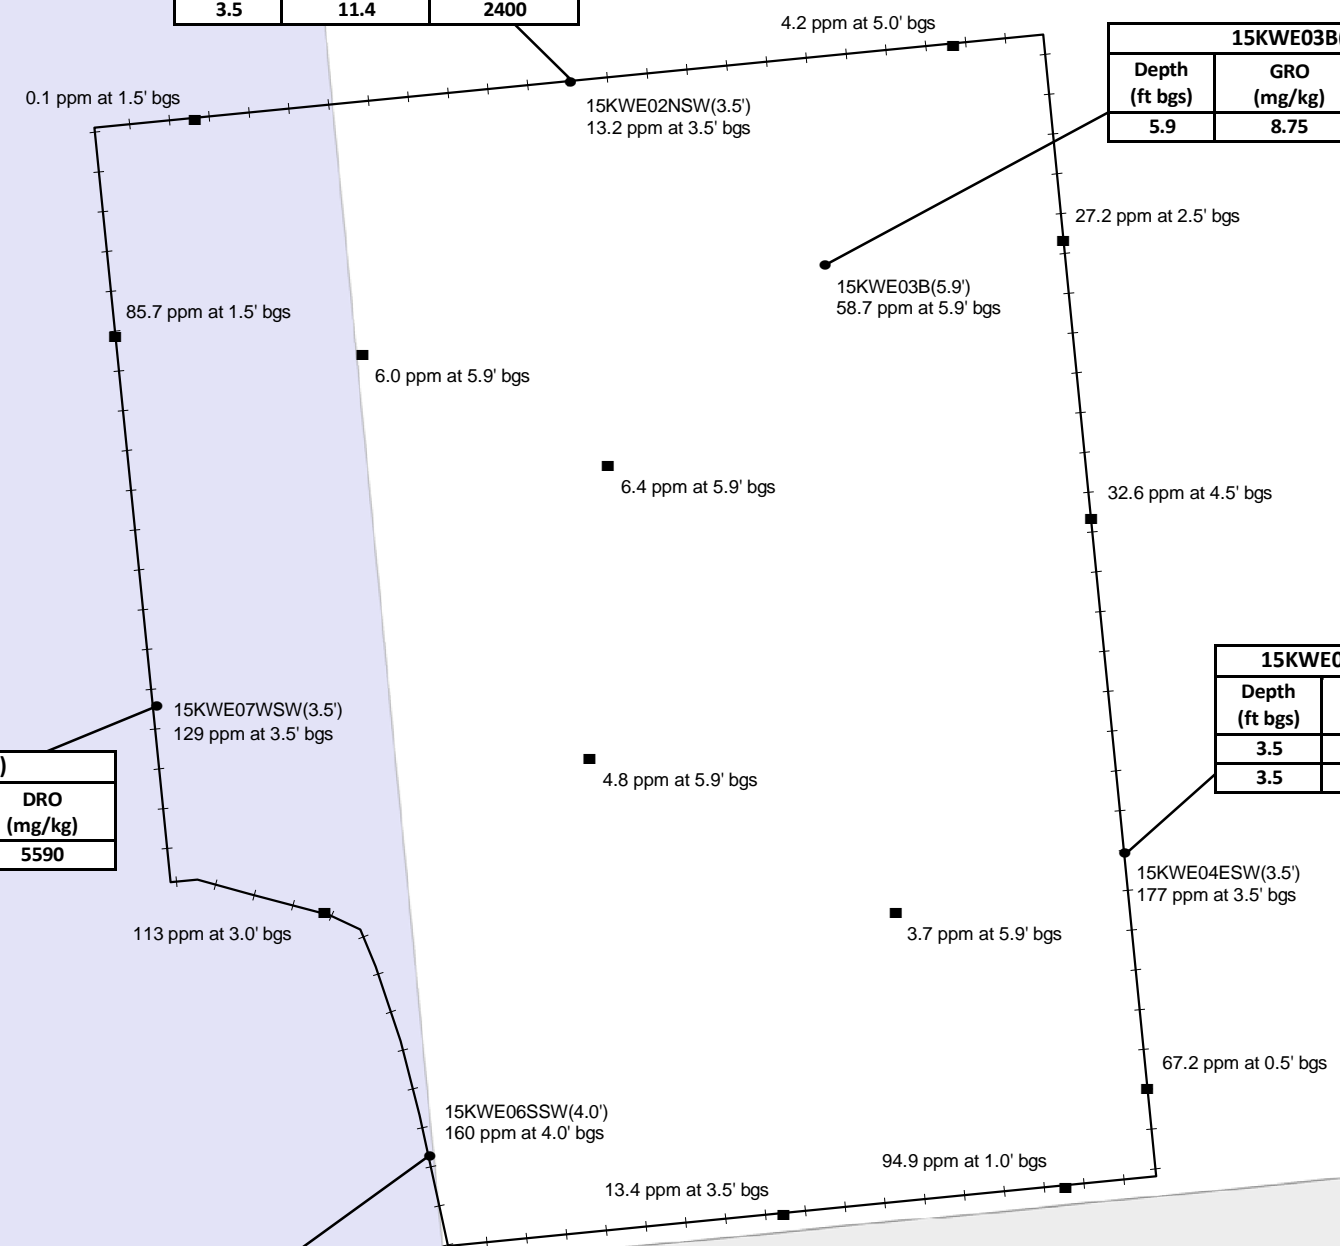 3.5 11.4 2400
4.2 ppm at 5.0' bgs
15KWE03B(
Depth GRO
(ft bgs) (mg/kg)
5.9 8.75
0.1 ppm at 1.5' bgs
15KWE02NSW(3.5')
13.2 ppm at 3.5' bgs
27.2 ppm at 2.5' bgs
15KWE03B(5.9')
58.7 ppm at 5.9' bgs
85.7 ppm at 1.5' bgs
6.0 ppm at 5.9' bgs
6.4 ppm at 5.9' bgs
32.6 ppm at 4.5' bgs
15KWE0
Depth
(ft bgs)
3.5
3.5
15KWE07WSW(3.5')
129 ppm at 3.5' bgs
)
DRO
(mg/kg)
5590
4.8 ppm at 5.9' bgs
15KWE04ESW(3.5')
177 ppm at 3.5' bgs
113 ppm at 3.0' bgs
3.7 ppm at 5.9' bgs
67.2 ppm at 0.5' bgs
15KWE06SSW(4.0')
160 ppm at 4.0' bgs
94.9 ppm at 1.0' bgs
13.4 ppm at 3.5' bgs